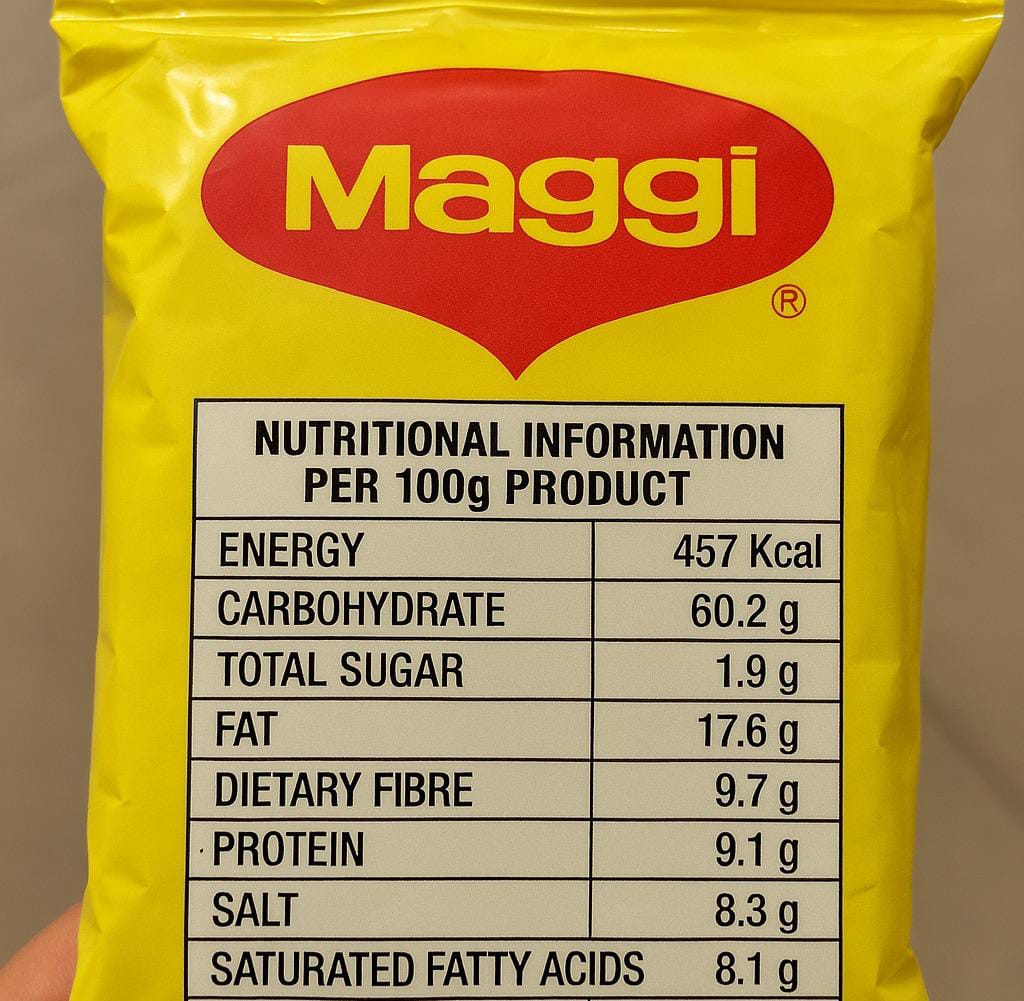 Maggi
®
NUTRITIONAL INFORMATION
PER 100g PRODUCT
ENERGY 457 Kcal
CARBOHYDRATE 60.2 g
TOTAL SUGAR 1.9 g
FAT 17.6 g
DIETARY FIBRE 9.7 g
PROTEIN 9.1 g
SALT 8.3 g
SATURATED FATTY ACIDS 8.1 g